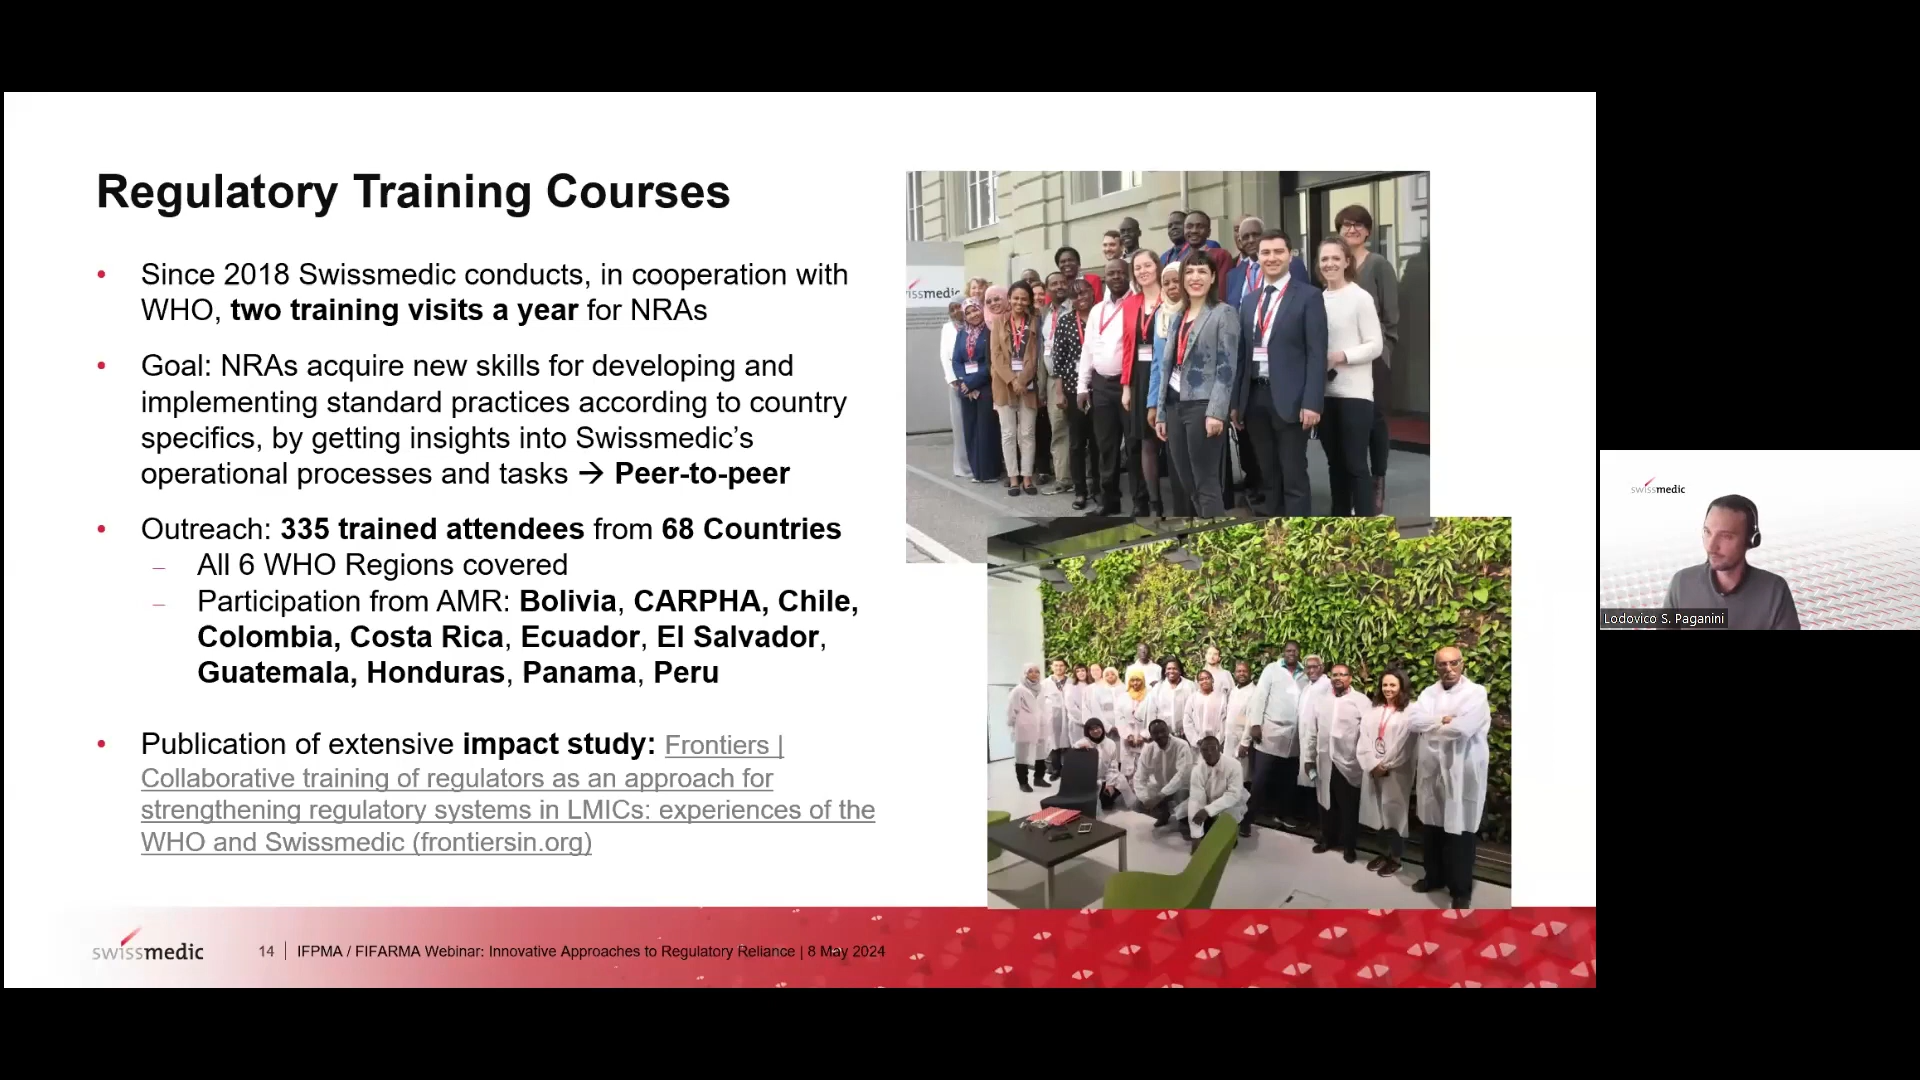 Regulatory Training Courses
• Since 2018 Swissmedic conducts, in cooperation with
WHO, two training visits a year for NRAs
• Goal: NRAs acquire new skills for developing and
implementing standard practices according to country
specifics, by getting insights into Swissmedic’s
operational processes and tasks → Peer-to-peer
• Outreach: 335 trained attendees from 68 Countries
– All 6 WHO Regions covered
– Participation from AMR: Bolivia, CARPHA, Chile,
Colombia, Costa Rica, Ecuador, El Salvador,
Guatemala, Honduras, Panama, Peru
• Publication of extensive impact study: Frontiers |
Collaborative training of regulators as an approach for
strengthening regulatory systems in LMICs: experiences of the
WHO and Swissmedic (frontiersin.org)
issmedic
swissmedic
14 | IFPMA / FIFARMA Webinar: Innovative Approaches to Regulatory Reliance | 8 May 2024
swissmedic
Lodovico S. Paganini